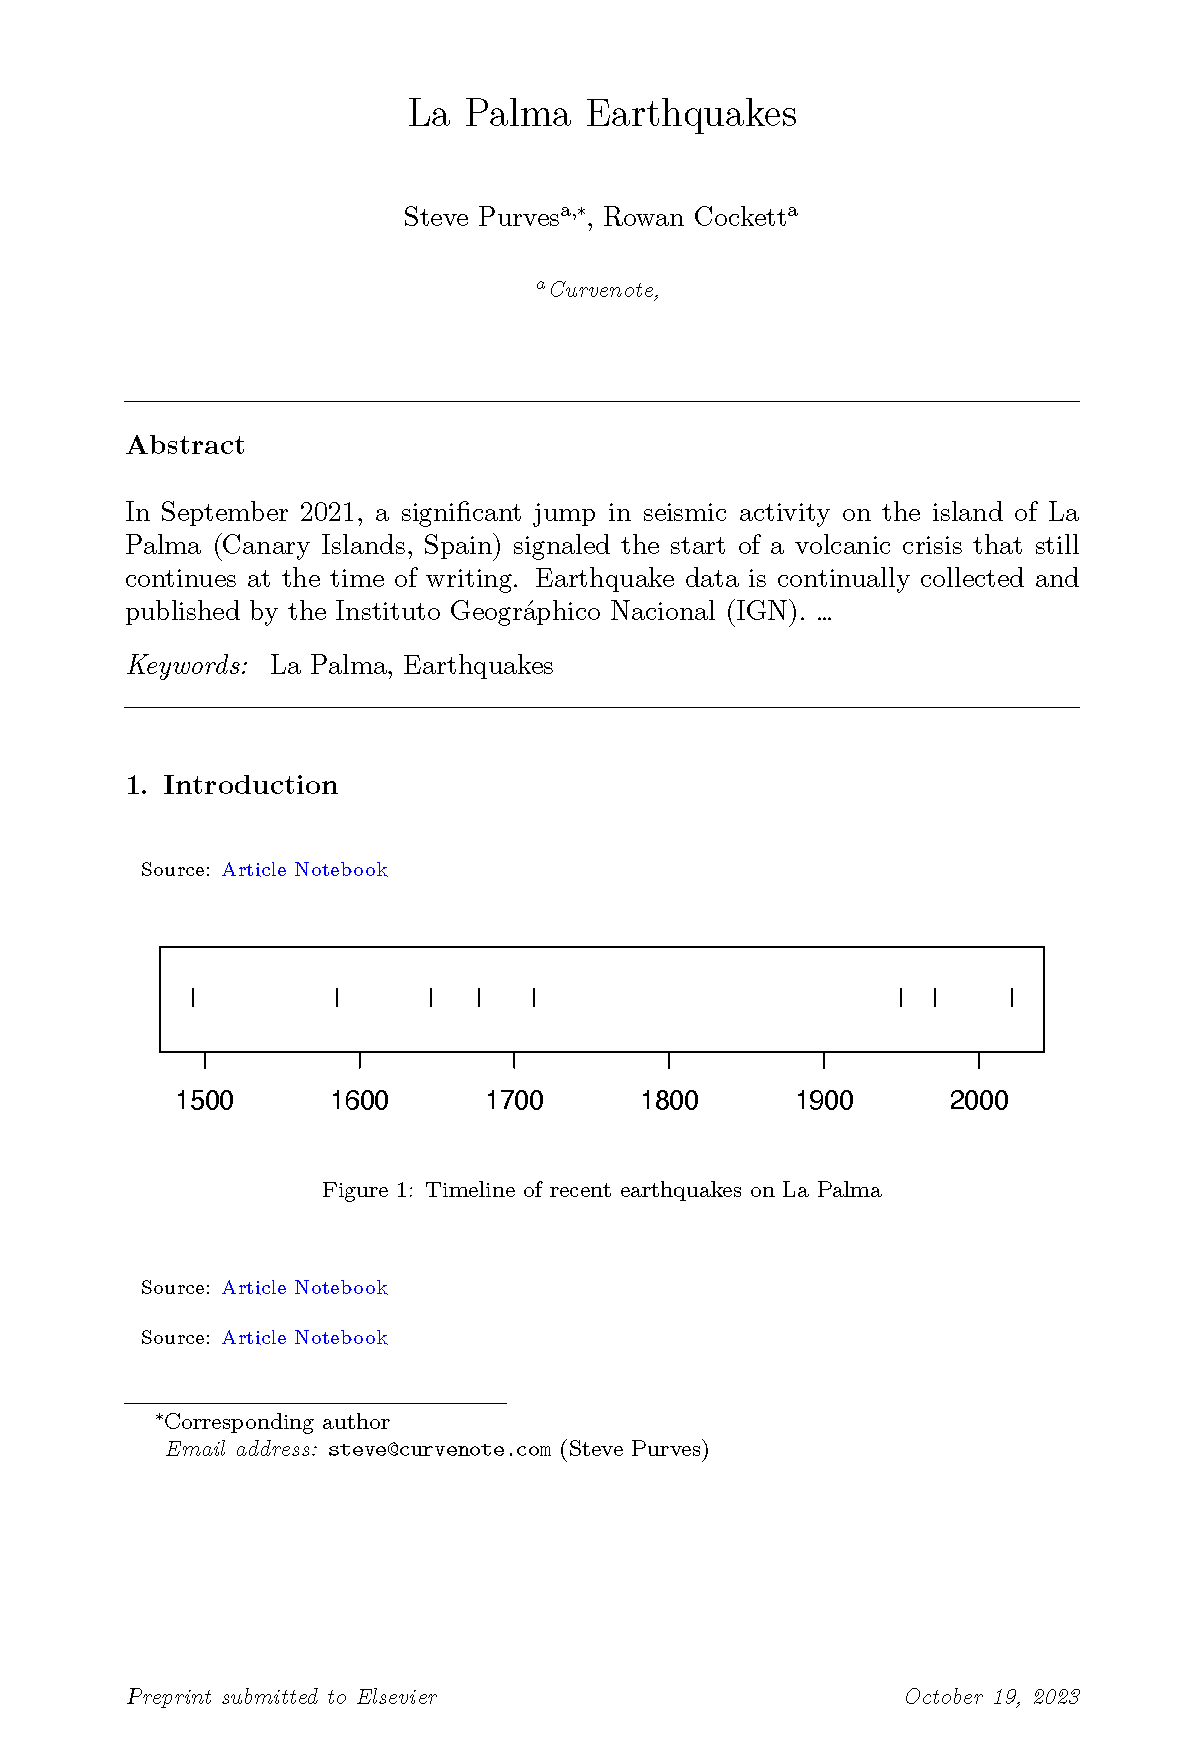 La Palma Earthquakes
Steve Purvesa,∗, Rowan Cocketta
aCurvenote,
Abstract
In September 2021, a significant jump in seismic activity on the island of La
Palma (Canary Islands, Spain) signaled the start of a volcanic crisis that still
continues at the time of writing. Earthquake data is continually collected and
published by the Instituto Geográphico Nacional (IGN). …
Keywords: La Palma, Earthquakes
1. Introduction
Source: Article Notebook
1500 1600 1700 1800 1900 2000
Figure 1: Timeline of recent earthquakes on La Palma
Source: Article Notebook
Source: Article Notebook
∗Corresponding author
Email address: steve@curvenote.com (Steve Purves)
Preprint submitted to Elsevier October 19, 2023